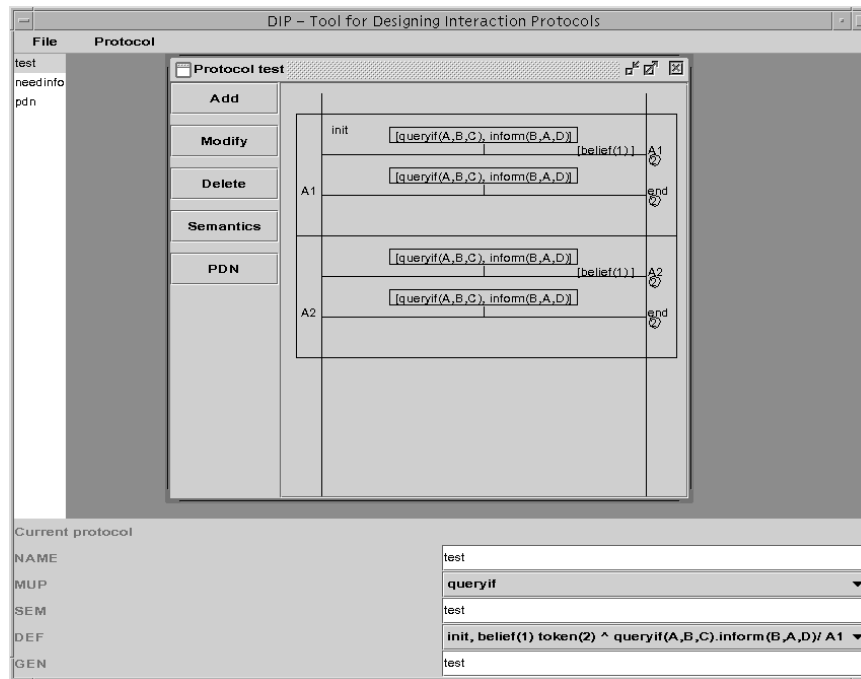 DIP – Tool for Designing Interaction Protocols
File Protocol
test
needinfo
pdn
Protocol test
Add
Modify
Delete
Semantics
PDN
init
[queryif(A,B,C), inform(B,A,D)]
[belief(1)] A1
2
A1
[queryif(A,B,C), inform(B,A,D)]
end
2
[queryif(A,B,C), inform(B,A,D)]
[belief(1)] A2
2
A2
[queryif(A,B,C), inform(B,A,D)]
end
2
Current protocol
NAME test
MUP queryif
SEM test
DEF init, belief(1) token(2) ^ queryif(A,B,C).inform(B,A,D)/ A1
GEN test